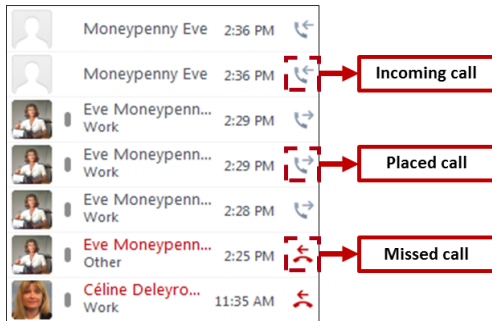 Moneypenny Eve 2:36 PM
Moneypenny Eve 2:36 PM
Incoming call
Eve Moneypenn...
Work
2:29 PM
Eve Moneypenn...
Work
2:29 PM
Placed call
Eve Moneypenn...
Work
2:28 PM
Eve Moneypenn...
Other
2:25 PM
Missed call
Céline Deleyro...
Work
11:35 AM